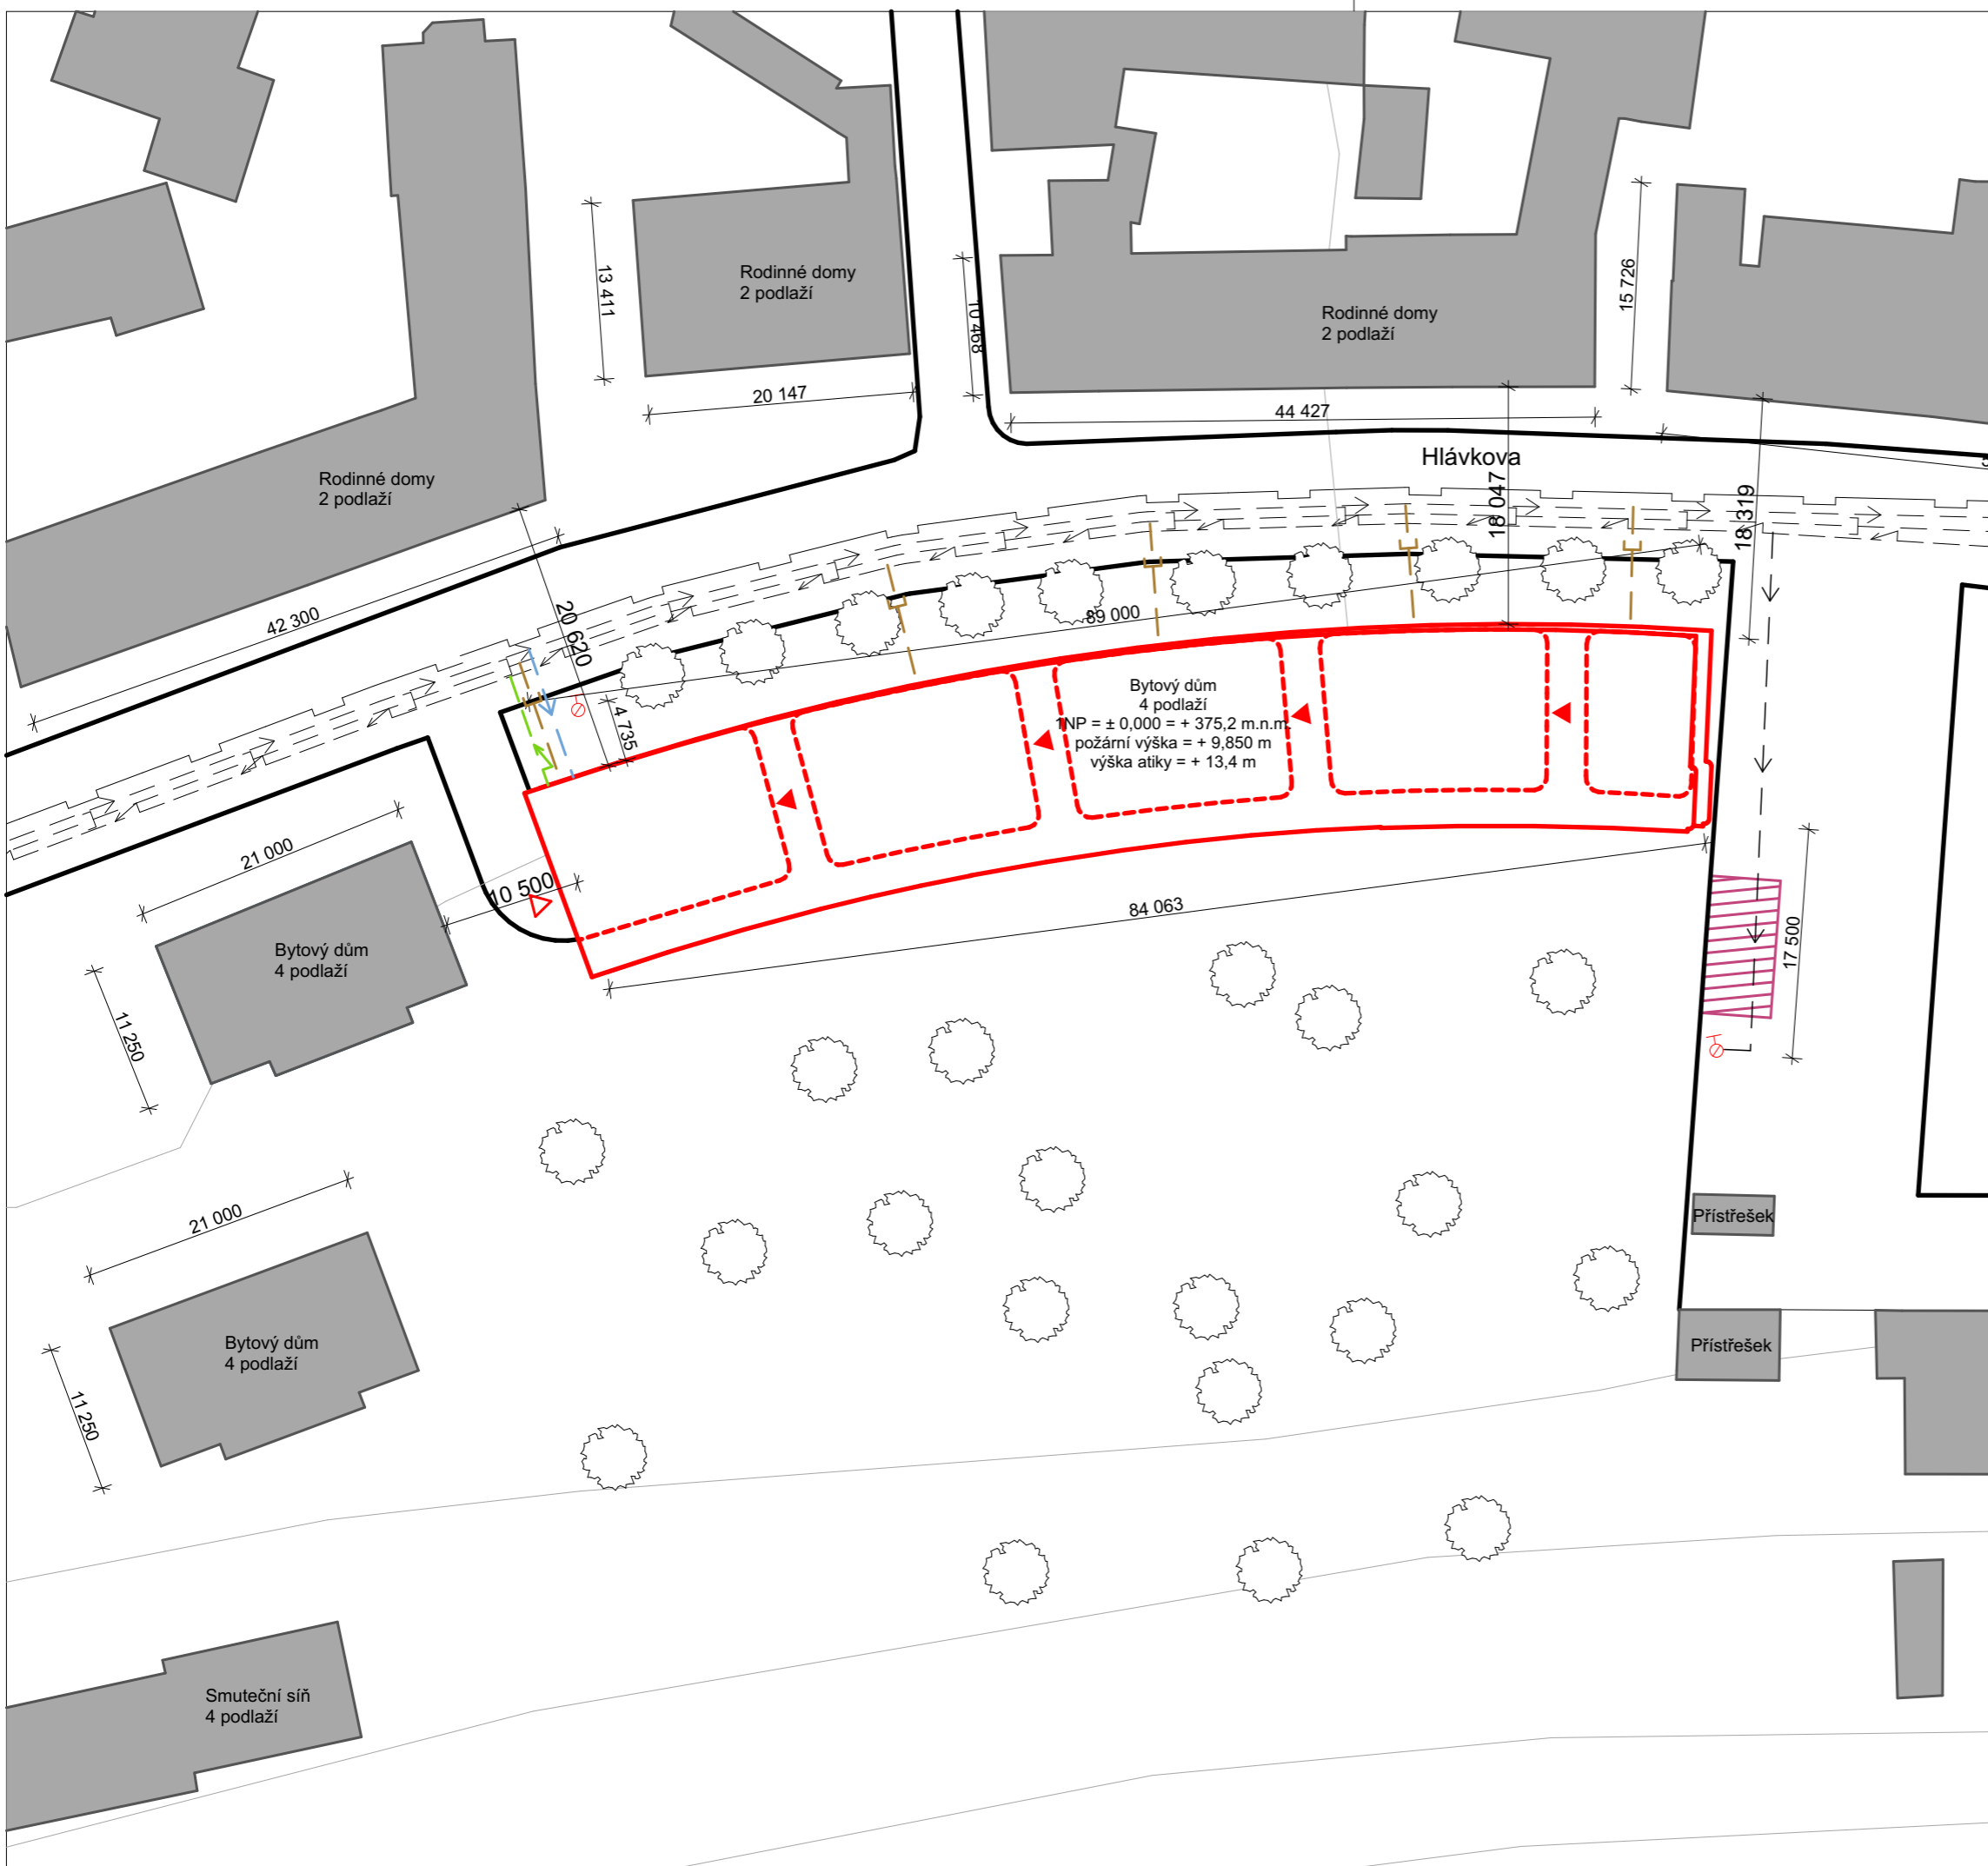 Rodinné domy
2 podlaží
13 411
10 468
Rodinné domy
2 podlaží
15 726
20 147
44 427
Hlávkova
Rodinné domy
2 podlaží
18 047
18 319
5
42 300
20 620
89 000
4 735
Bytový dům
4 podlaží
1NP = ± 0,000 = + 375,2 m.n.m.
požární výška = + 9,850 m
výška atiky = + 13,4 m
21 000
10 500
84 063
17 500
Bytový dům
4 podlaží
11 250
21 000
Přístřešek
Bytový dům
4 podlaží
Přístřešek
11 250
Smuteční síň
4 podlaží